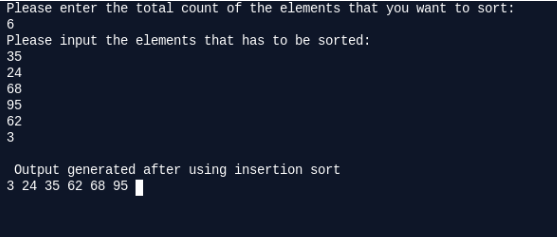 Please enter the total count of the elements that you want to sort:
6
Please input the elements that has to be sorted:
35
24
68
95
62
3
Output generated after using insertion sort
3 24 35 62 68 95